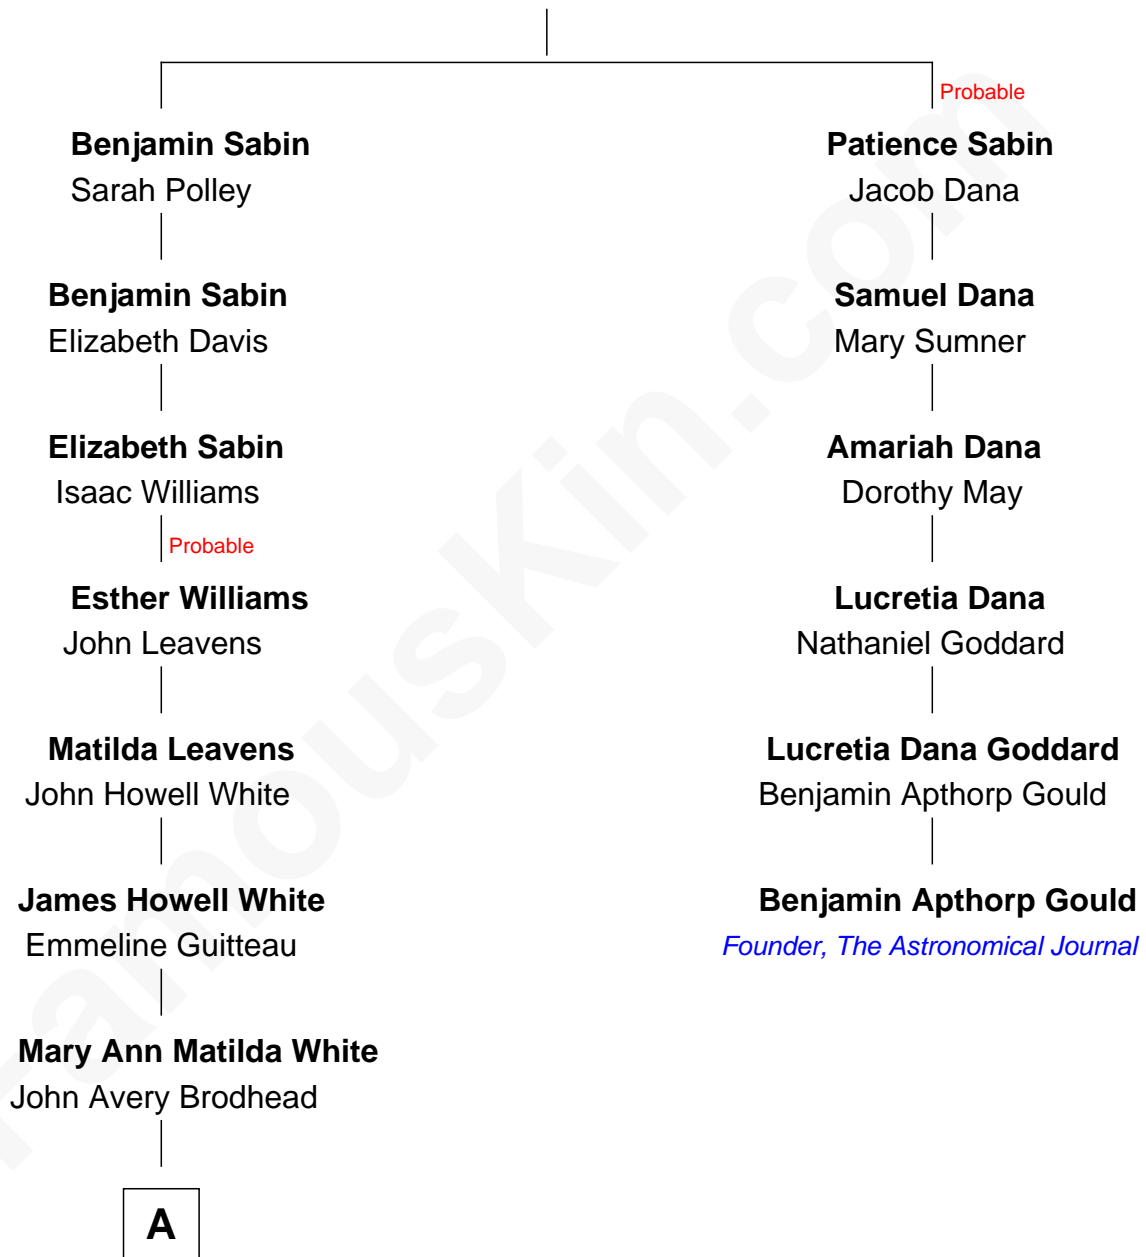 Probable
Benjamin Sabin
Sarah Polley
Patience Sabin
Jacob Dana
Benjamin Sabin
Elizabeth Davis
Samuel Dana
Mary Sumner
Elizabeth Sabin
Isaac Williams
Amariah Dana
Dorothy May
Probable
Esther Williams
John Leavens
Lucretia Dana
Nathaniel Goddard
Matilda Leavens
John Howell White
Lucretia Dana Goddard
Benjamin Apthorp Gould
James Howell White
Emmeline Guitteau
Benjamin Apthorp Gould
Founder, The Astronomical Journal
Mary Ann Matilda White
John Avery Brodhead
A
FamousKin.com